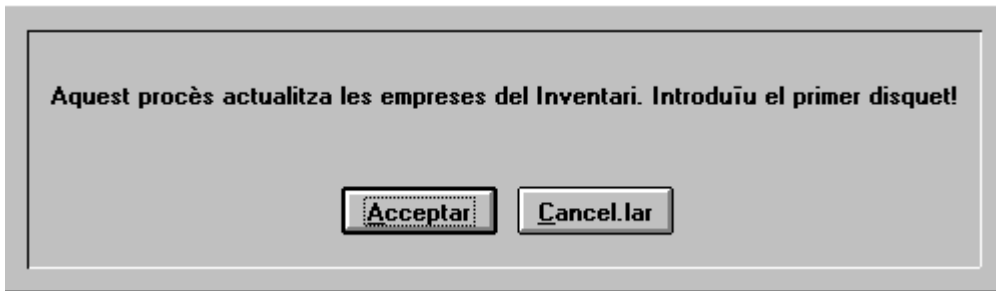 Aquest procès actualitza les empreses del Inventari. Introduïu el primer disquet!
Acceptar
Cancel.lar